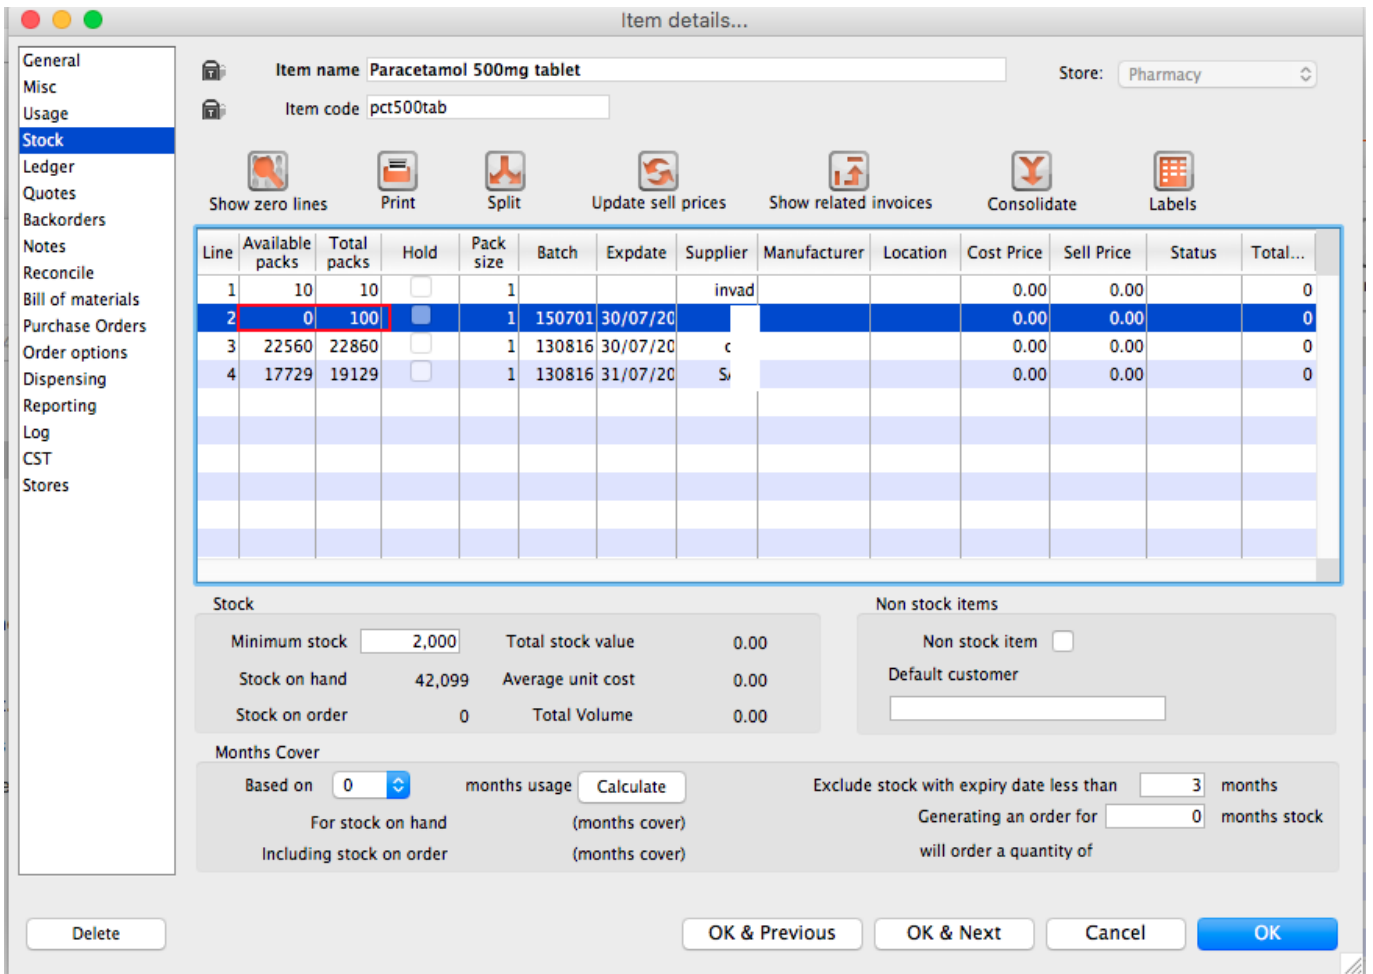 Item details...
General
Misc
Usage
Stock
Ledger
Quotes
Backorders
Notes
Reconcile
Bill of materials
Purchase Orders
Order options
Dispensing
Reporting
Log
CST
Stores
Item name Paracetamol 500mg tablet Store: Pharmacy
Item code pct500tab
Show zero lines Print Split Update sell prices Show related invoices Consolidate Labels
Line Available packs Total packs Hold Pack size Batch Expdate Supplier Manufacturer Location Cost Price Sell Price Status Total...
1 10 10 1 invad 0.00 0.00 0
2 0 100 1 150701 30/07/20 0.00 0.00 0
3 22560 22860 1 130816 30/07/20 0.00 0.00 0
4 17729 19129 1 130816 31/07/20 0.00 0.00 0
Stock Non stock items
Minimum stock 2,000 Total stock value 0.00 Non stock item
Stock on hand 42,099 Average unit cost 0.00 Default customer
Stock on order 0 Total Volume 0.00
Months Cover
Based on 0 months usage Calculate Exclude stock with expiry date less than 3 months
For stock on hand (months cover) Generating an order for 0 months stock
Including stock on order (months cover) will order a quantity of
Delete OK & Previous OK & Next Cancel OK